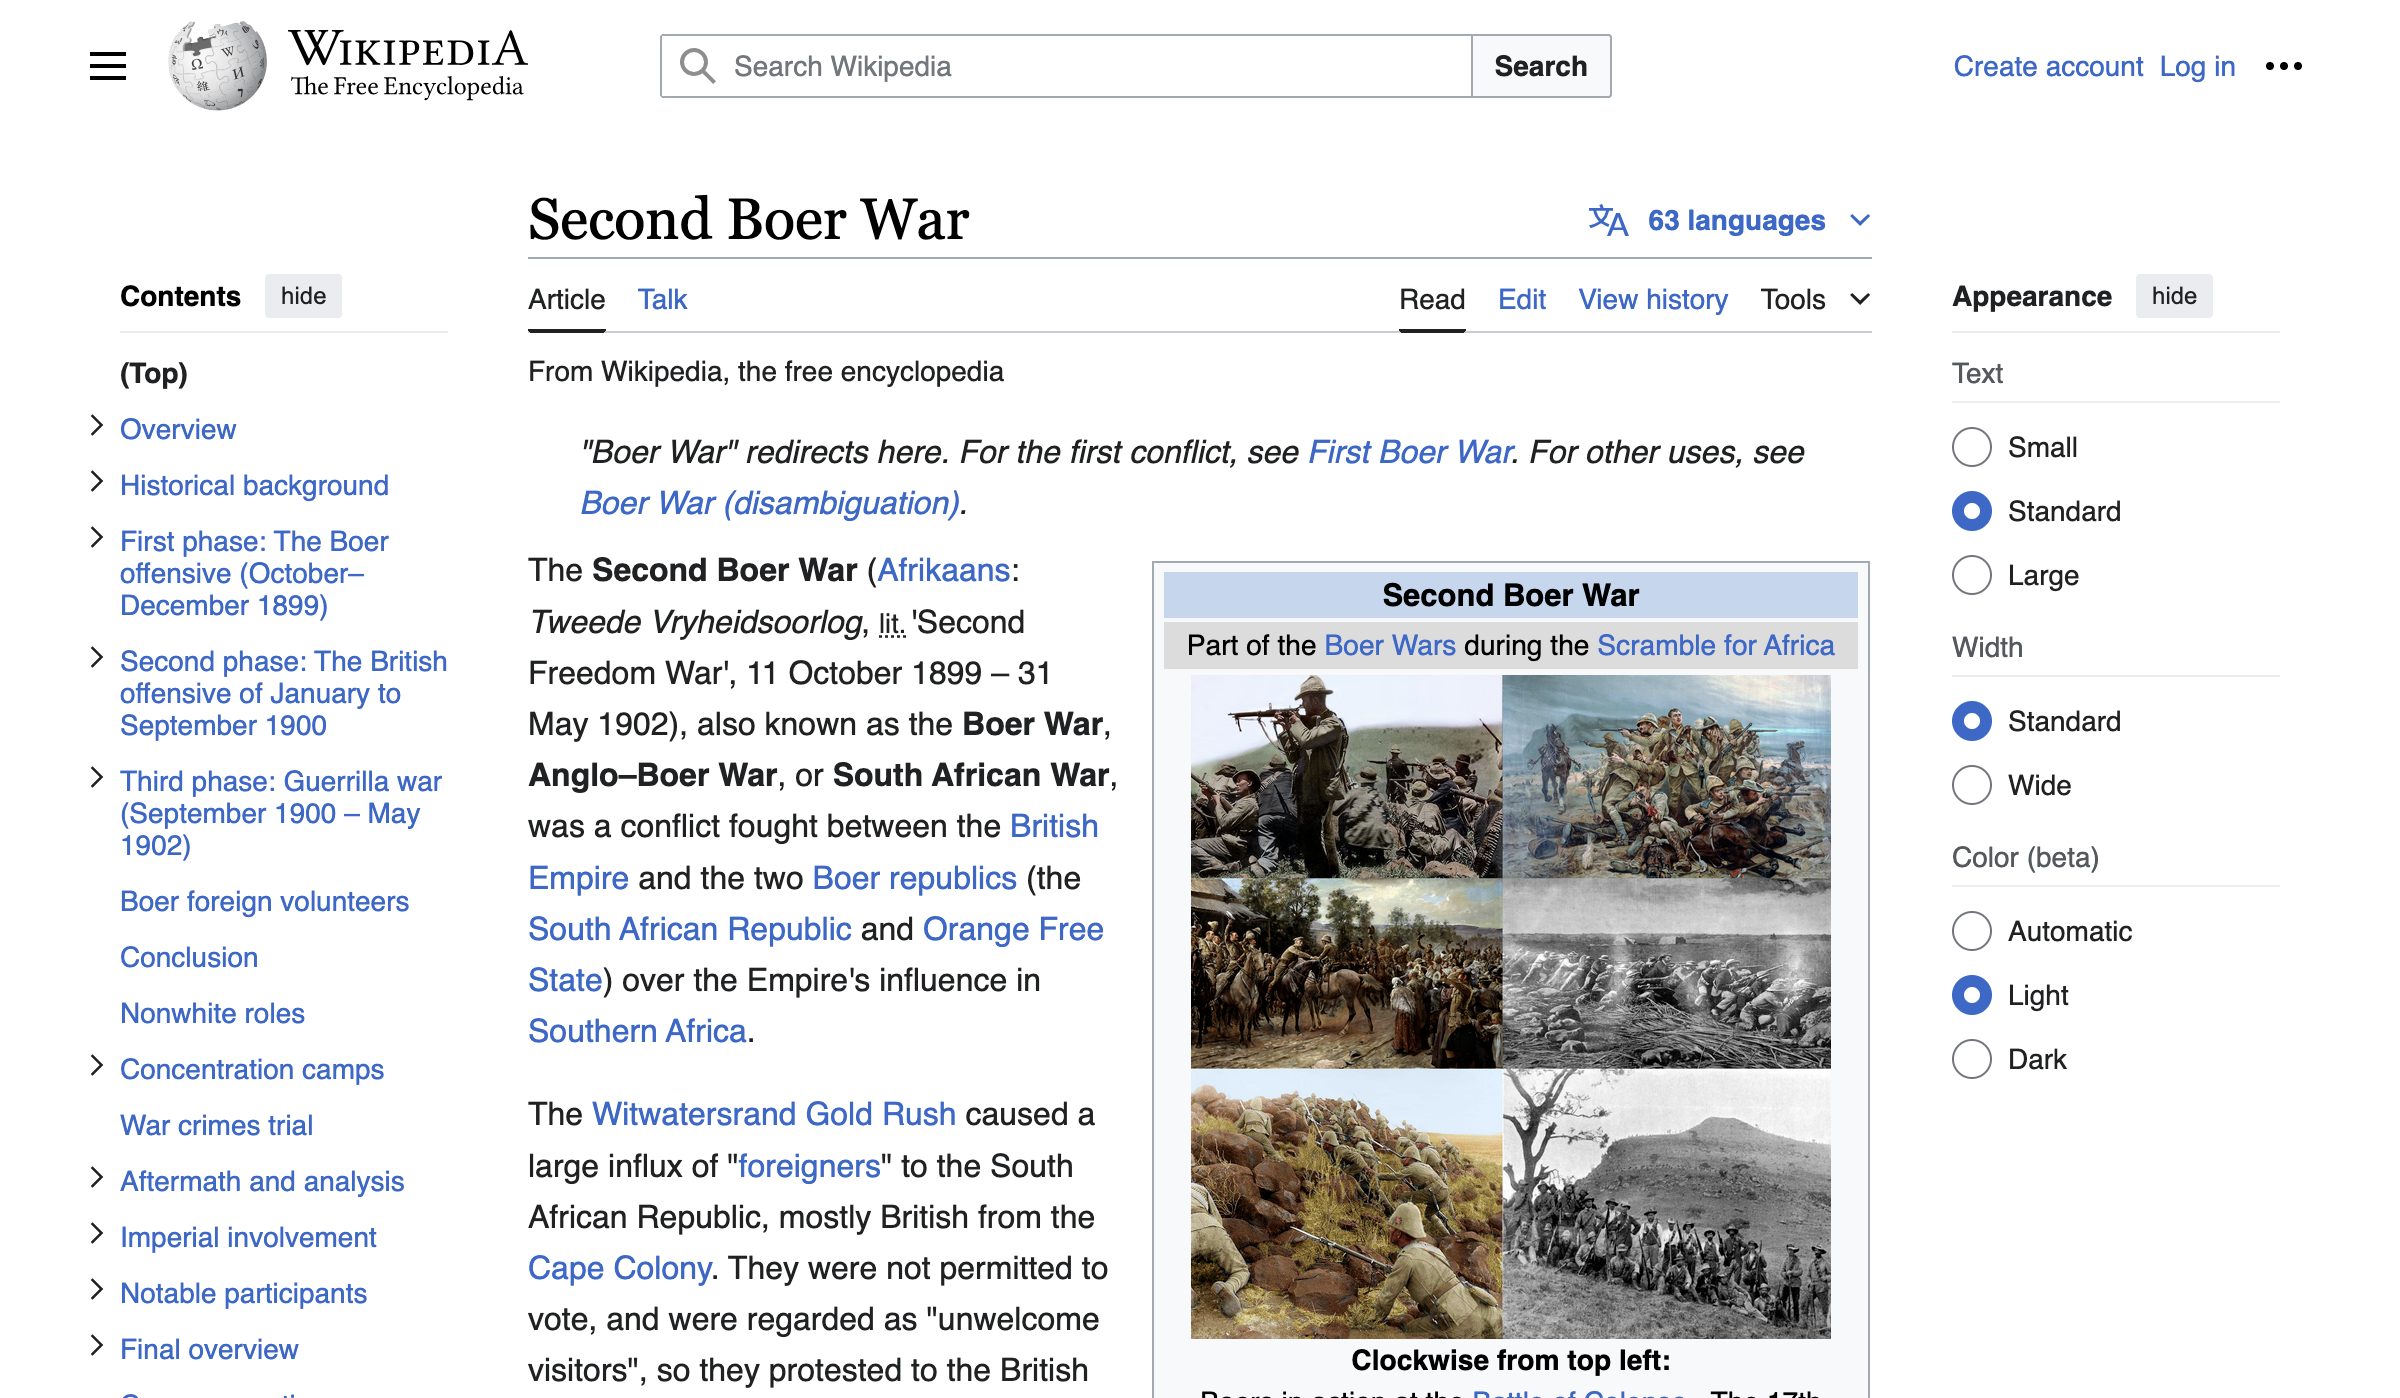 WIKIPEDIA
The Free Encyclopedia
Search Wikipedia
Search
Create account Log in
Second Boer War
63 languages
Contents hide
(Top)
Overview
Historical background
First phase: The Boer
offensive (October–
December 1899)
Second phase: The British
offensive of January to
September 1900
Third phase: Guerrilla war
(September 1900 – May
1902)
Boer foreign volunteers
Conclusion
Nonwhite roles
Concentration camps
War crimes trial
Aftermath and analysis
Imperial involvement
Notable participants
Final overview
Article Talk
Read Edit View history Tools
From Wikipedia, the free encyclopedia
"Boer War" redirects here. For the first conflict, see First Boer War. For other uses, see
Boer War (disambiguation).
The Second Boer War (Afrikaans:
Tweede Vryheidsoorlog, lit. 'Second
Freedom War', 11 October 1899 – 31
May 1902), also known as the Boer War,
Anglo–Boer War, or South African War,
was a conflict fought between the British
Empire and the two Boer republics (the
South African Republic and Orange Free
State) over the Empire's influence in
Southern Africa.
The Witwatersrand Gold Rush caused a
large influx of "foreigners" to the South
African Republic, mostly British from the
Cape Colony. They were not permitted to
vote, and were regarded as "unwelcome
visitors", so they protested to the British
Second Boer War
Part of the Boer Wars during the Scramble for Africa
Clockwise from top left:
Boers in action at the Battle of Colenso The 17th
Appearance hide
Text
Small
Standard
Large
Width
Standard
Wide
Color (beta)
Automatic
Light
Dark